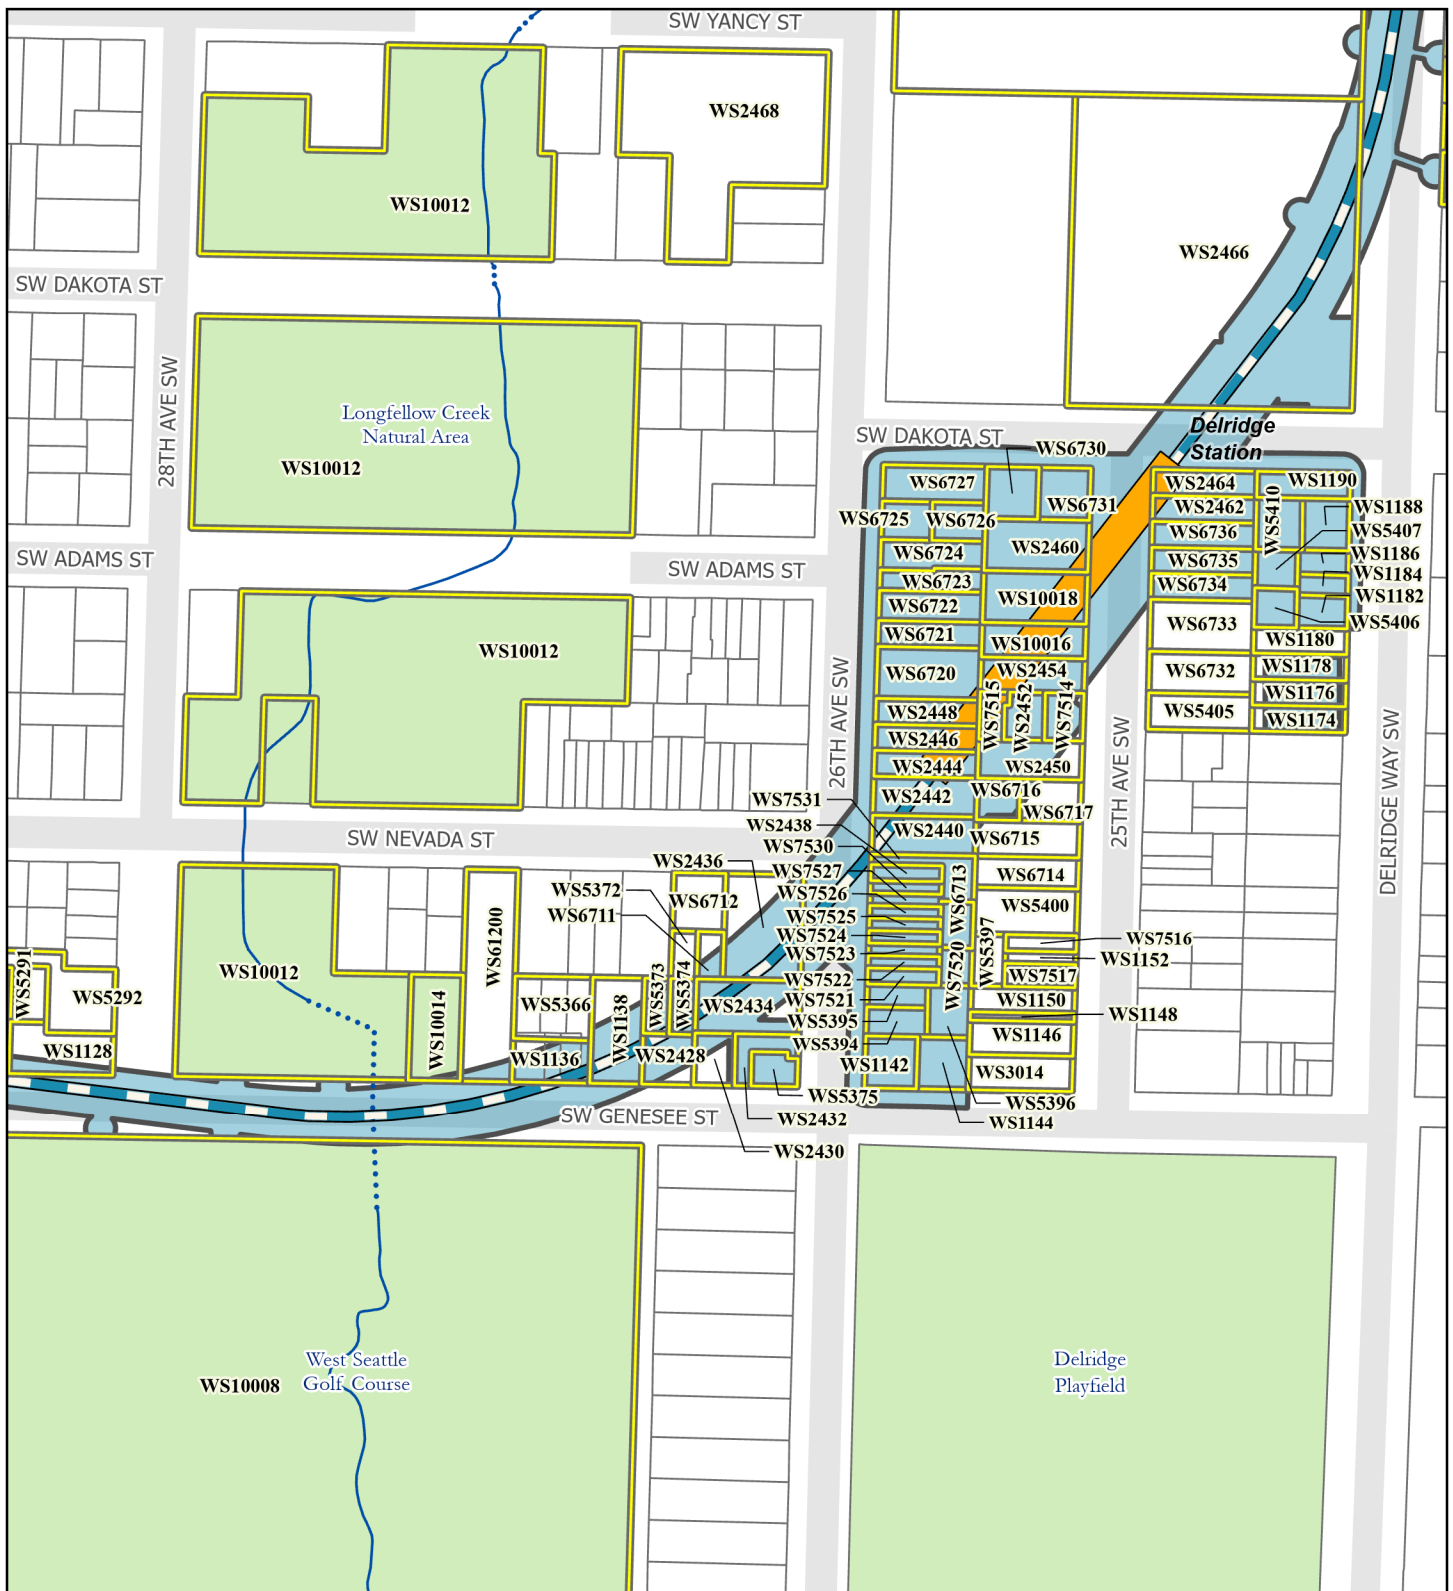 SW YANCY ST
WS2468
WS10012
WS2466
SW DAKOTA ST
28TH AVE SW
Longfellow Creek
Natural Area
WS10012
SW DAKOTA ST
Delridge
Station
WS6730
WS6727
WS6731
WS2464
WS1190
WS5410
WS6725
WS6726
WS2462
WS1188
WS6736
WS5407
WS6724
WS2460
WS6735
WS1186
SW ADAMS ST
SW ADAMS ST
WS6723
WS6734
WS1184
WS6722
WS10018
WS1182
WS6733
WS5406
WS6721
WS10016
WS1180
WS10012
WS6720
WS2454
WS6732
WS1178
WS1176
WS2448
WS7515
WS2452
WS7514
WS5405
WS1174
26TH AVE SW
25TH AVE SW
DELRIDGE WAY SW
WS2446
WS2444
WS2450
WS7531
WS2442
WS6716
WS6717
WS2438
WS2440
WS6715
SW NEVADA ST
WS7530
WS2436
WS7527
WS6714
WS5372
WS6712
WS7526
WS6713
WS5400
WS6711
WS7525
WS61200
WS7524
WS7516
WS7523
WS5397
WS1152
WS10012
WS5291
WS5292
WS7522
WS7520
WS7517
WS5366
WS1138
WS5373
WS5374
WS2434
WS7521
WS1150
WS5395
WS1148
WS10014
WS5394
WS1146
WS1128
WS1136
WS2428
WS1142
WS3014
WS5375
WS5396
SW GENESEE ST
WS2432
WS1144
WS2430
West Seattle
Golf Course
WS10008
Delridge
Playfield